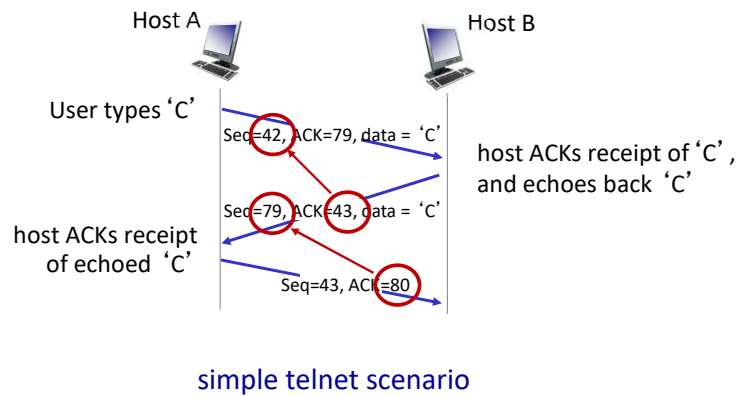 Host A
Host B
User types ‘C’
Seq=42, ACK=79, data = ‘C’
host ACKs receipt of ‘C’,
and echoes back ‘C’
Seq=79, ACK=43, data = ‘C’
host ACKs receipt
of echoed ‘C’
Seq=43, ACK=80
simple telnet scenario